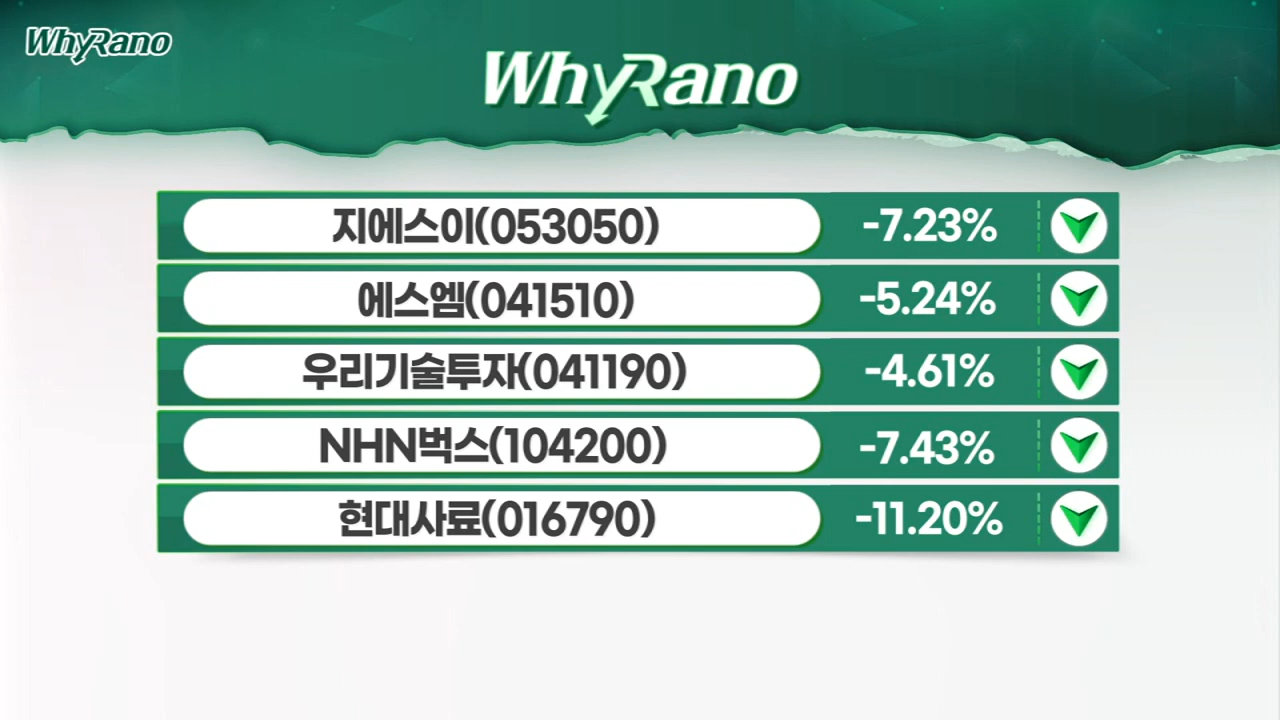 WhyRano
WhyRano
지에스이(053050) -7.23%
에스엠(041510) -5.24%
우리기술투자(041190) -4.61%
NHN벅스(104200) -7.43%
현대사료(016790) -11.20%